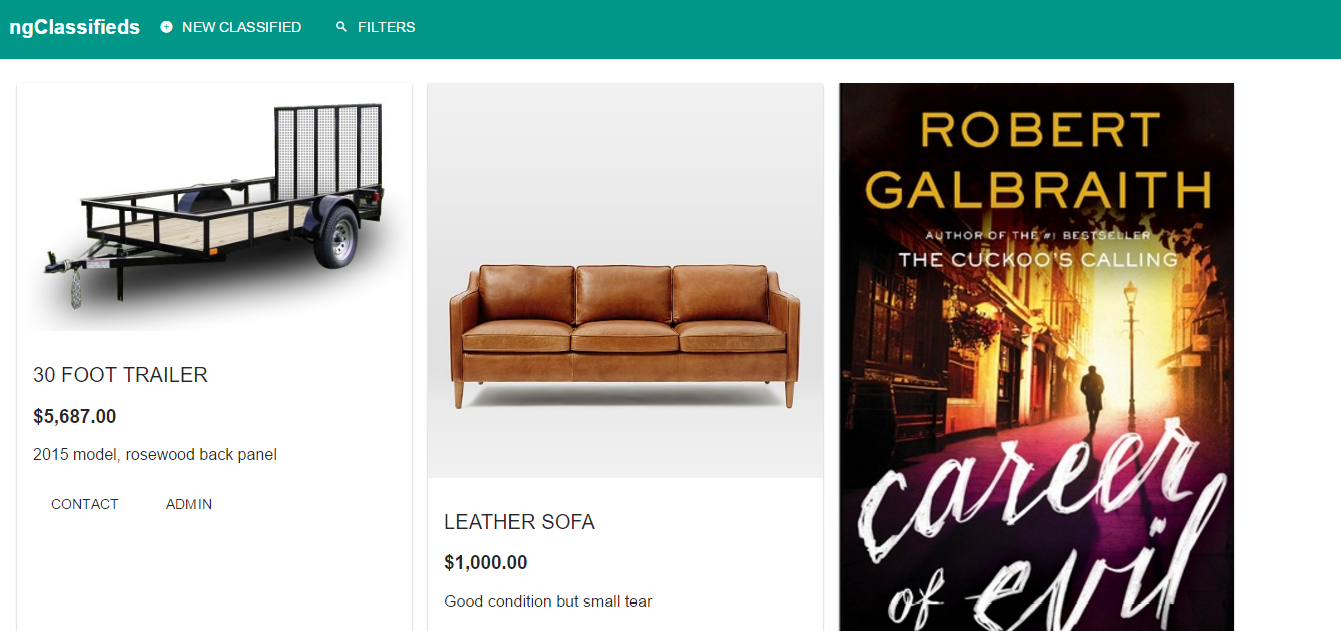 ngClassifieds
NEW CLASSIFIED
FILTERS
30 FOOT TRAILER
$5,687.00
2015 model, rosewood back panel
CONTACT
ADMIN
LEATHER SOFA
$1,000.00
Good condition but small tear
ROBERT
GALBRAITH
AUTHOR OF THE #1 BESTSELLER
THE CUCKOO'S CALLING
career
of evil